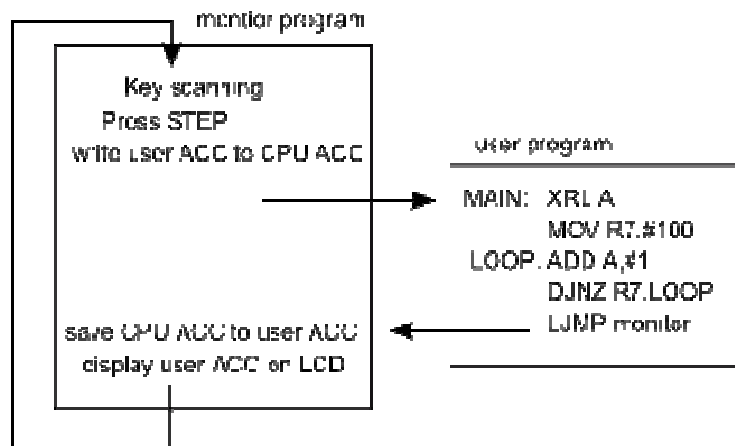 montior program
Key scanning
Press STEP
write user ACC to CPU ACC
save CPU ACC to user ACC
display user ACC on LCD
user program
MAIN: XRL A
MOV R7,#100
LOOP: ADD A,#1
DJNZ R7,LOOP
LJMP monitor